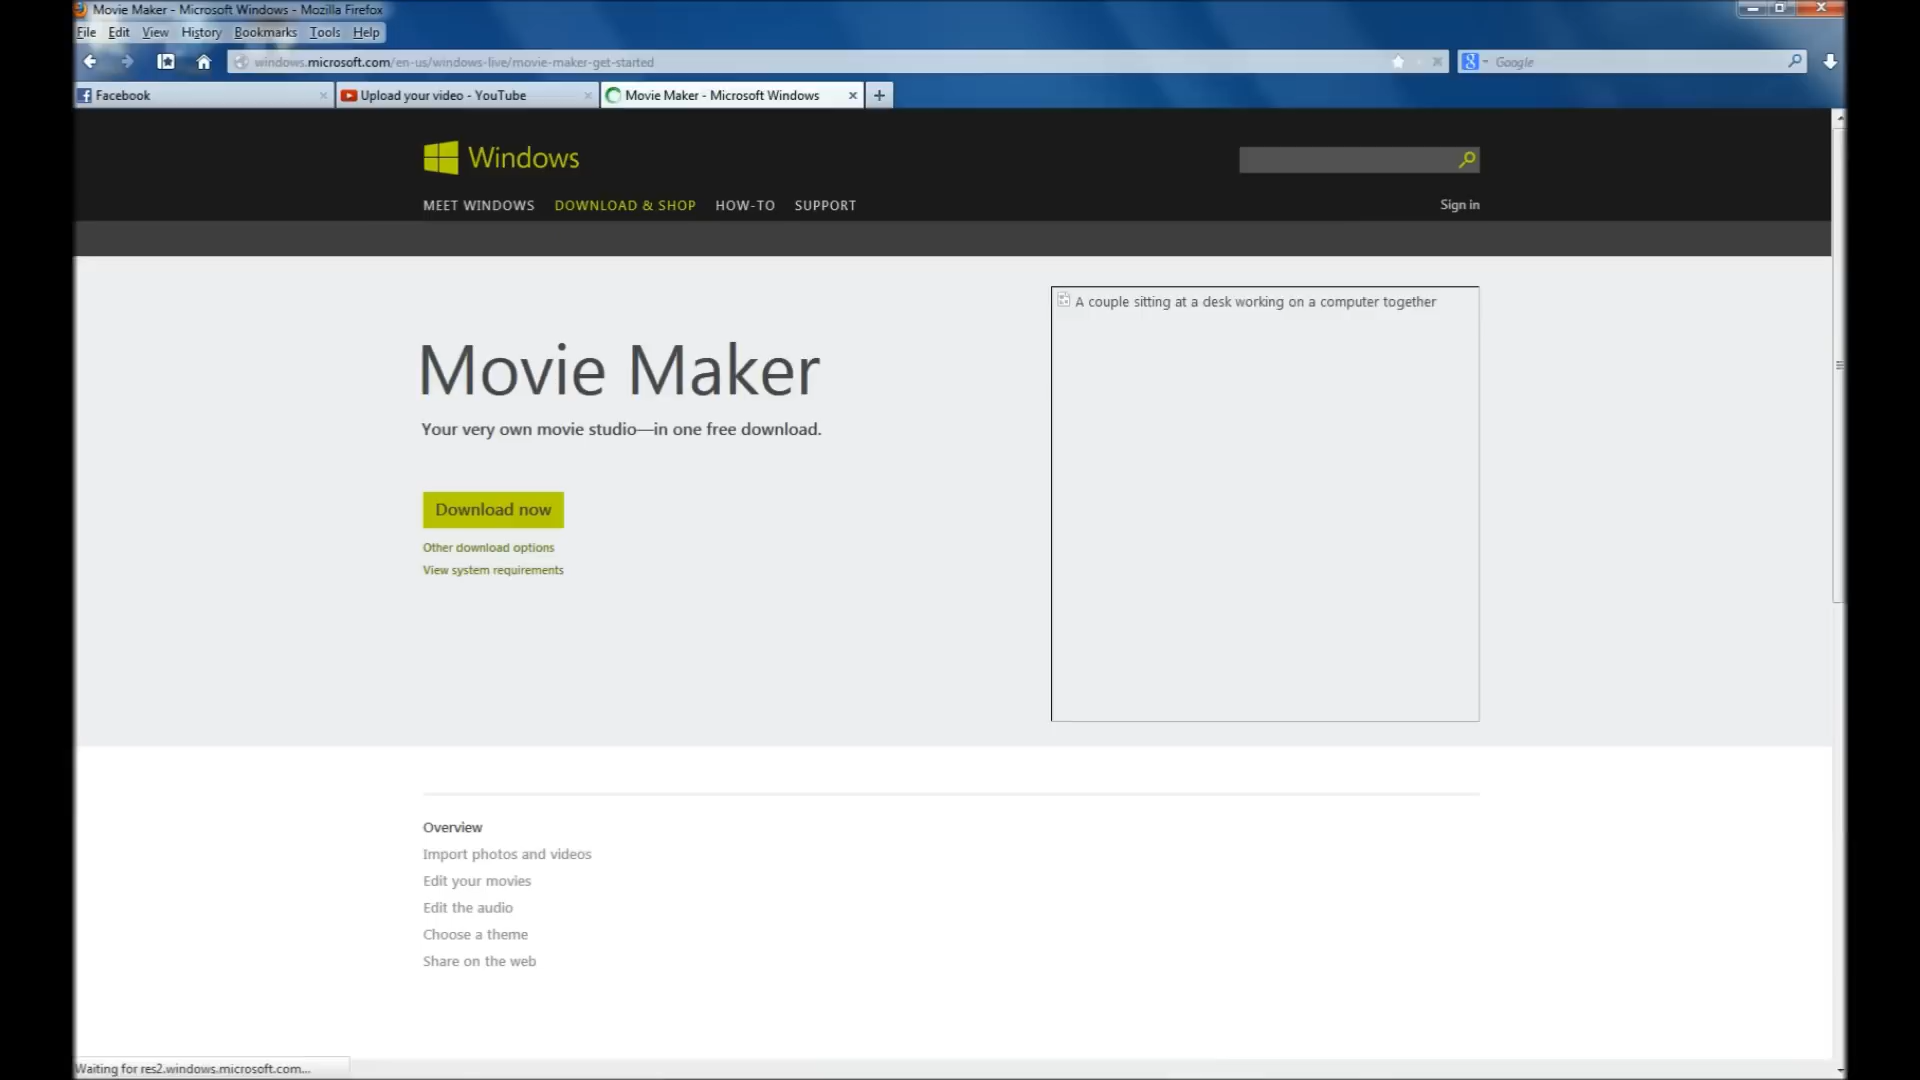 Movie Maker - Microsoft Windows - Mozilla Firefox
File Edit View History Bookmarks Tools Help
windows.microsoft.com/en-us/windows-live/movie-maker-get-started
Google
Facebook
Upload your video - YouTube
Movie Maker - Microsoft Windows
Windows
MEET WINDOWS DOWNLOAD & SHOP HOW-TO SUPPORT
Sign in
A couple sitting at a desk working on a computer together
Movie Maker
Your very own movie studio—in one free download.
Download now
Other download options
View system requirements
Overview
Import photos and videos
Edit your movies
Edit the audio
Choose a theme
Share on the web
Waiting for res2.windows.microsoft.com...